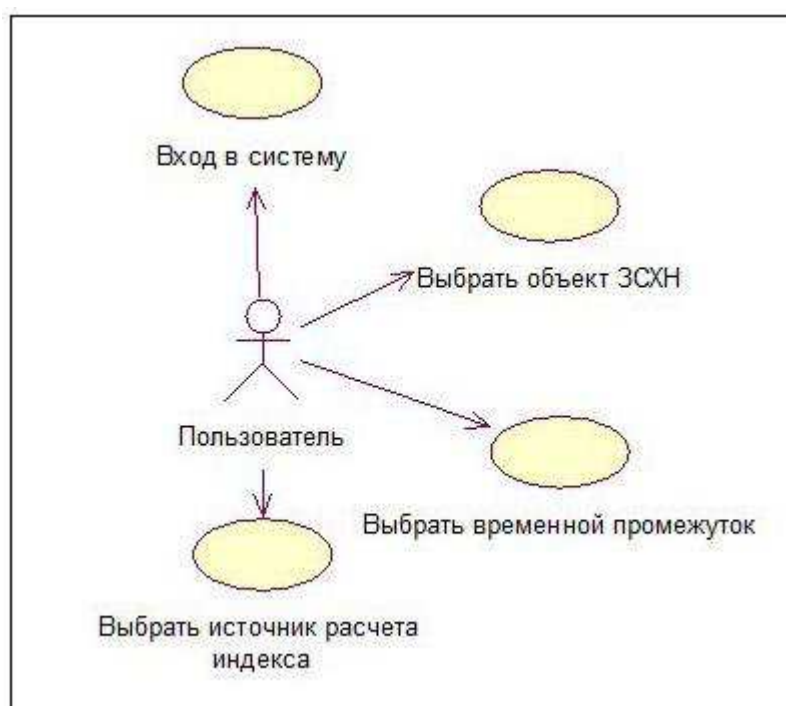 Вход в систему
Выбрать объект ЗСХН
Пользователь
Выбрать временной промежуток
Выбрать источник расчета
индекса